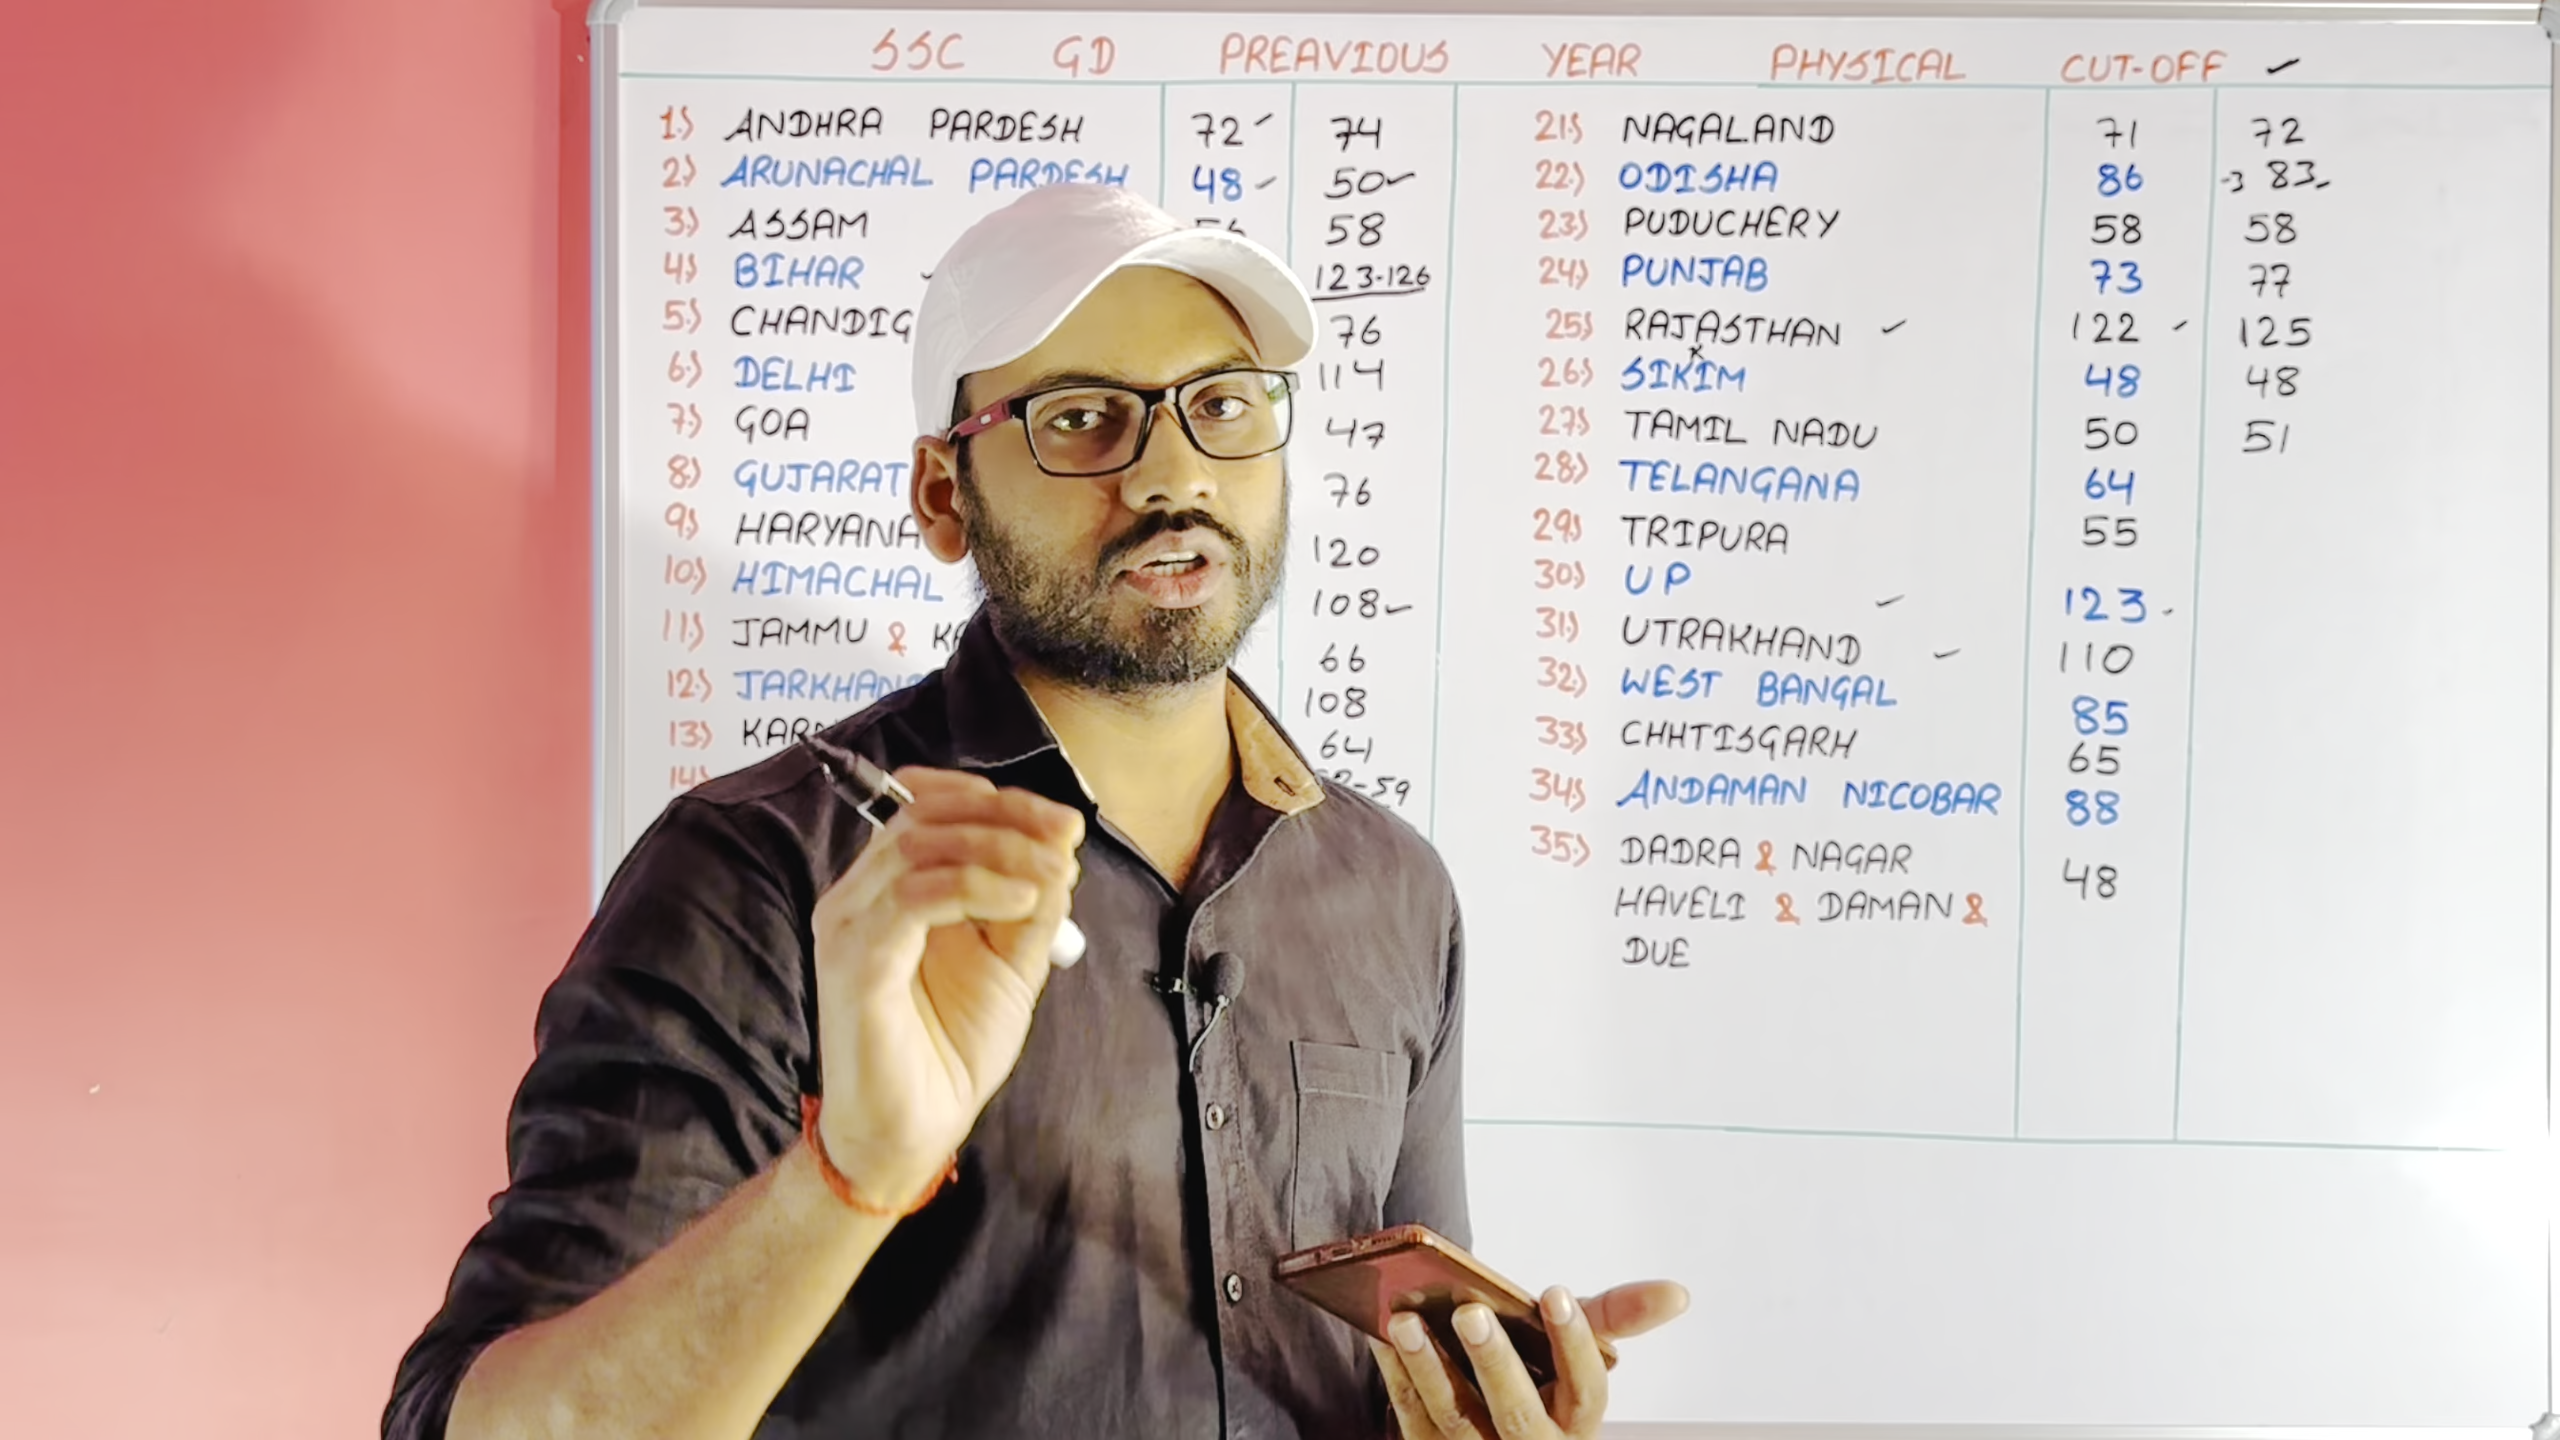 SSC GD PREAVIOUS YEAR PHYSICAL CUT-OFF
1) ANDHRA PARDESH 72 74
2) ARUNACHAL PARDESH 48 50
3) ASSAM 58
4) BIHAR 123-126
5) 76
6) DELHI 114
7) GOA 47
8) GUJARAT 76
9) HARYANA 120
10) HIMACHAL 108
11) JAMMU & 66
12) 108
13) 64
14) -59
21) NAGALAND 71 72
22) ODISHA 86 -3 83
23) PUDUCHERY 58 58
24) PUNJAB 73 77
25) RAJASTHAN 122 125
26) SIKIM K 48 48
27) TAMIL NADU 50 51
28) TELANGANA 64
29) TRIPURA 55
30) UP 123
31) UTRAKHAND 110
32) WEST BANGAL 85
33) CHHTISGARH 65
34) ANDAMAN NICOBAR 88
35) DADRA & NAGAR 48
HAVELI & DAMAN &
DUE